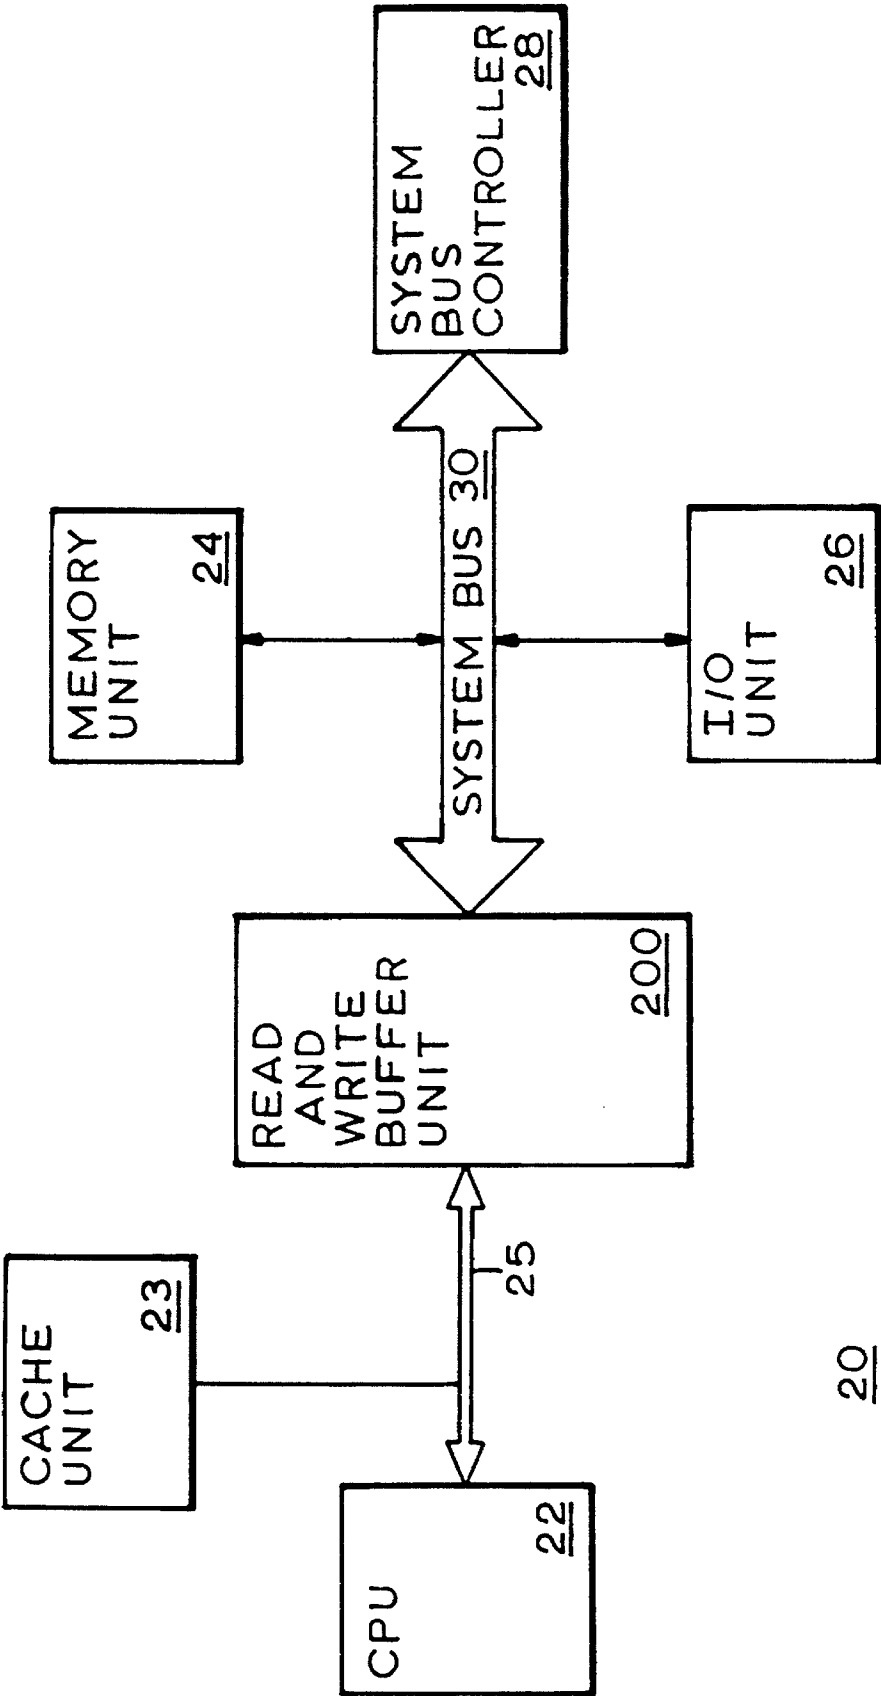 CACHE
UNIT
23
MEMORY
UNIT
24
CPU
22
25
READ
AND
WRITE
BUFFER
UNIT
200
SYSTEM BUS 30
SYSTEM
BUS
CONTROLLER
28
I/O
UNIT
26
20